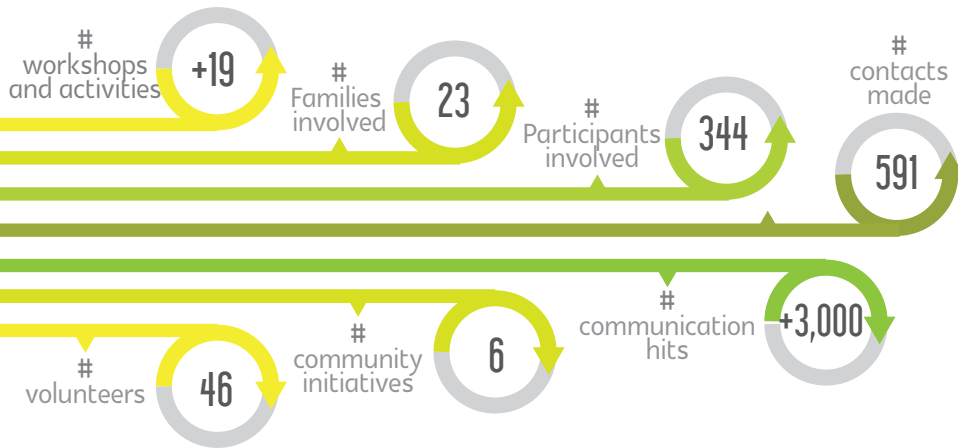 #
workshops
and activities
+19
#
Families
involved
23
#
Participants
involved
344
#
contacts
made
591
#
volunteers
46
#
community
initiatives
6
#
communication
hits
+3,000